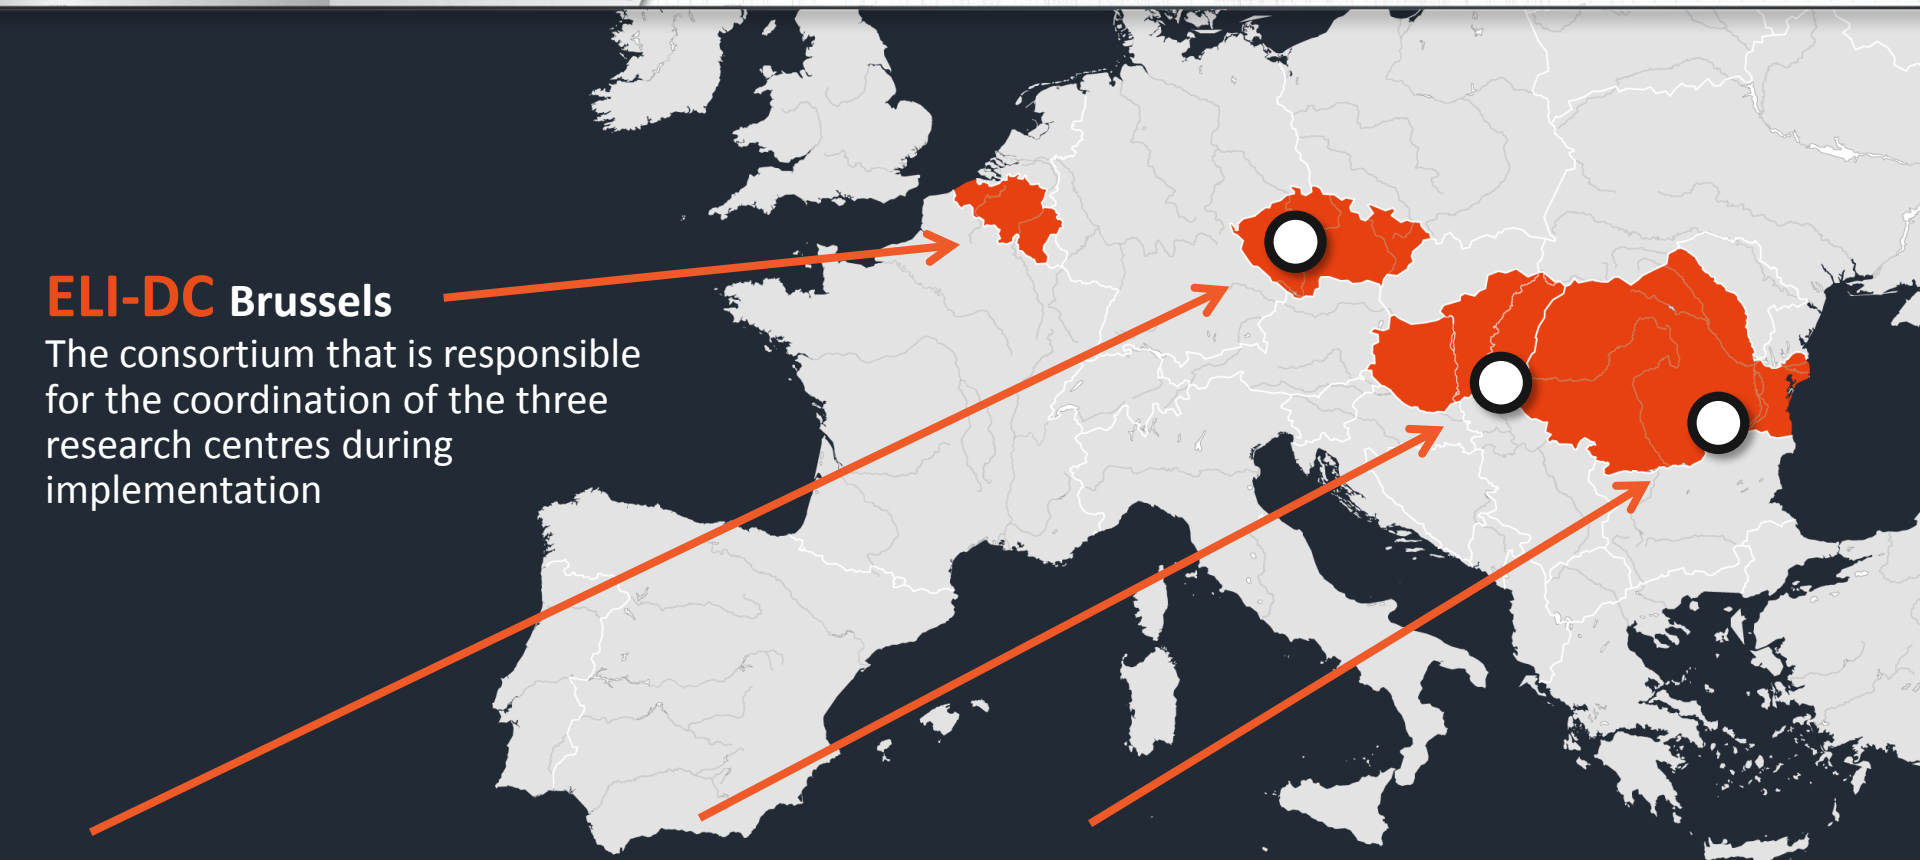 ELI-DC Brussels
The consortium that is responsible
for the coordination of the three
research centres during
implementation